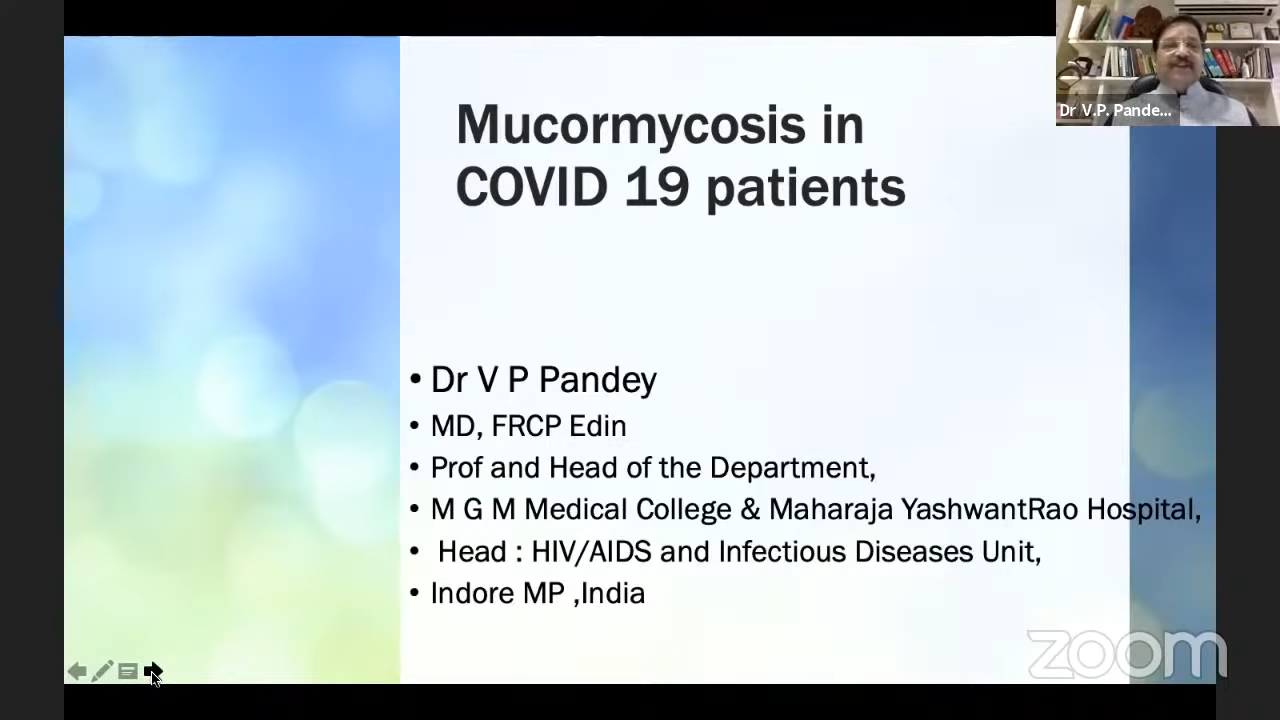 Mucormycosis in
COVID 19 patients
Dr V.P. Pande...
• Dr V P Pandey
• MD, FRCP Edin
• Prof and Head of the Department,
• M G M Medical College & Maharaja YashwantRao Hospital,
• Head : HIV/AIDS and Infectious Diseases Unit,
• Indore MP ,India
zoom